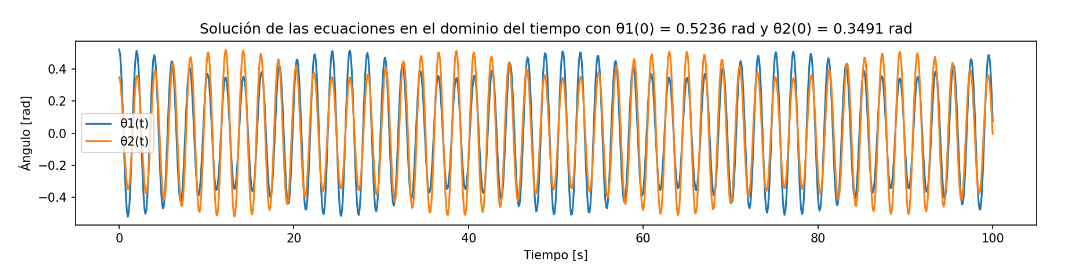 Solución de las ecuaciones en el dominio del tiempo con θ1(0) = 0.5236 rad y θ2(0) = 0.3491 rad
Ángulo [rad]
0.4
0.2
0.0
−0.2
−0.4
θ1(t)
θ2(t)
0 20 40 60 80 100
Tiempo [s]